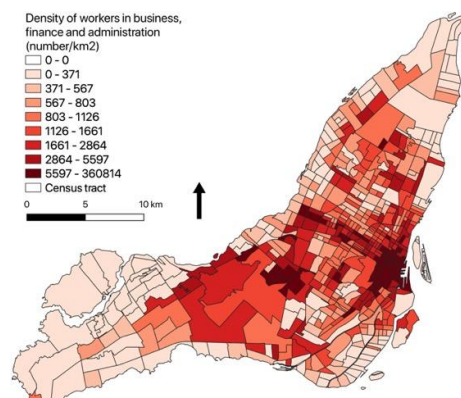 Density of workers in business,
finance and administration
(number/km2)
0 - 0
0 - 371
371 - 567
567 - 803
803 - 1126
1126 - 1661
1661 - 2864
2864 - 5597
5597 - 360814
Census tract
0 5 10 km